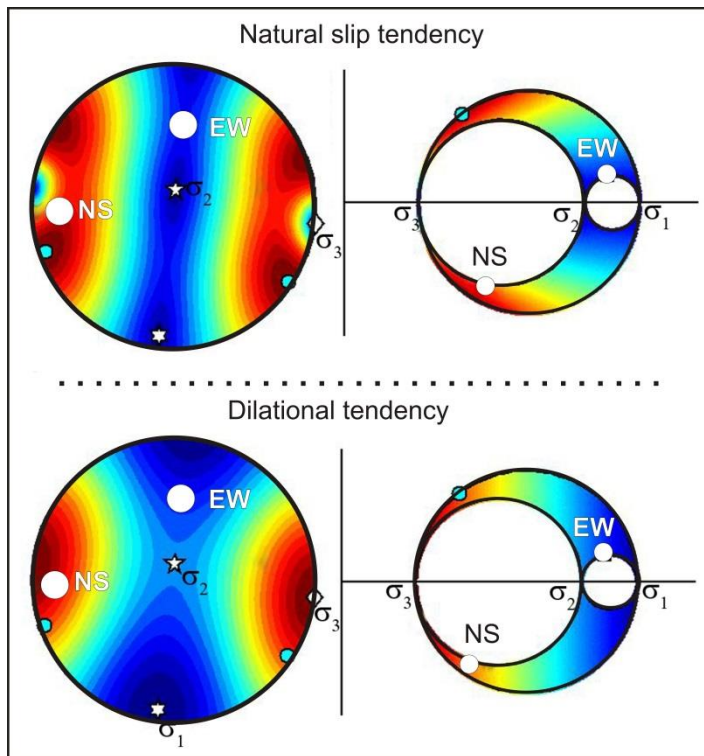 Natural slip tendency
EW
EW
σ2
NS
σ3
σ3
σ2
σ1
NS
Dilational tendency
EW
EW
NS
σ2
σ3
σ3
σ2
σ1
NS
σ1